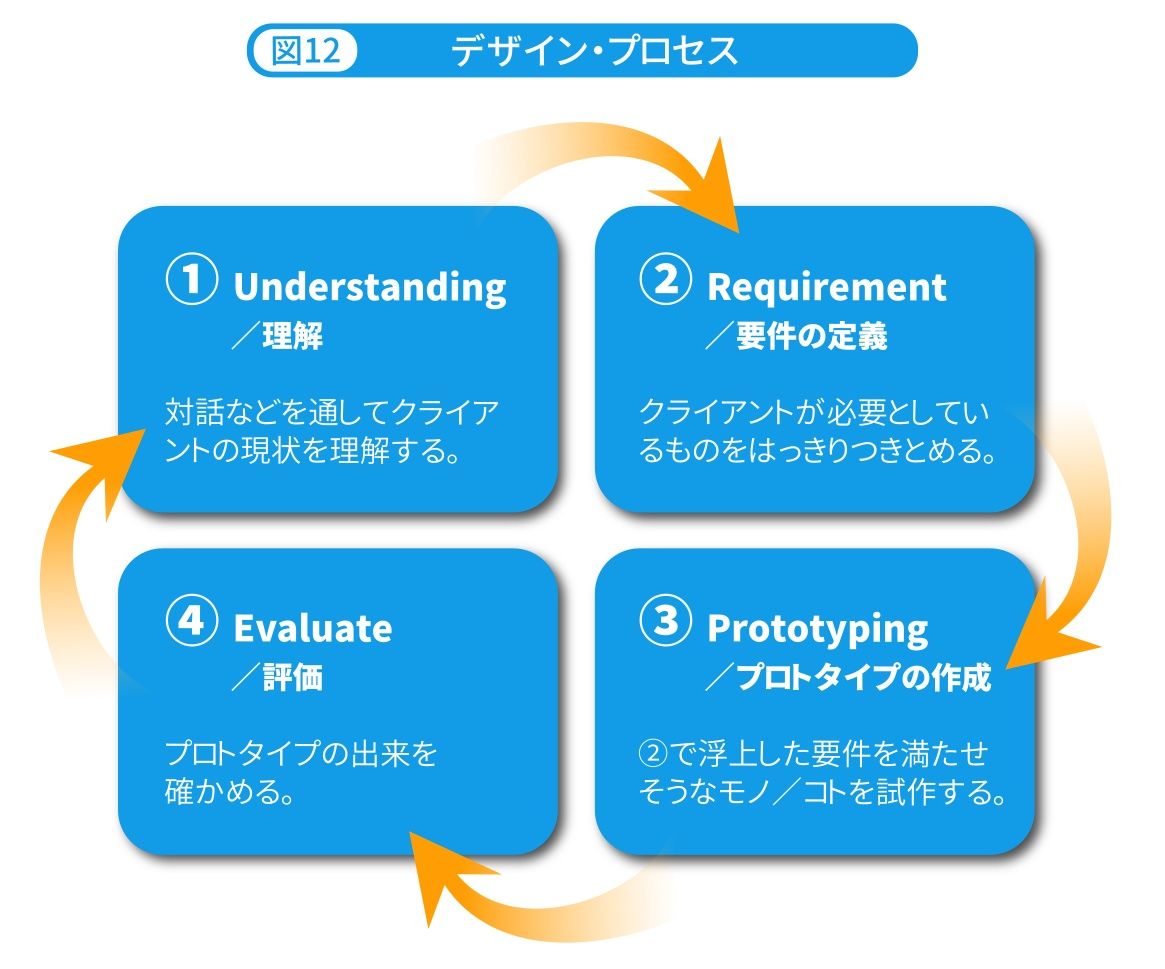 図12 デザイン・プロセス
① Understanding
／理解
対話などを通してクライア
ントの現状を理解する。
② Requirement
／要件の定義
クライアントが必要としてい
るものをはっきりつきとめる。
④ Evaluate
／評価
プロトタイプの出来を
確かめる。
③ Prototyping
／プロトタイプの作成
②で浮上した要件を満たせ
そうなモノ／コトを試作する。